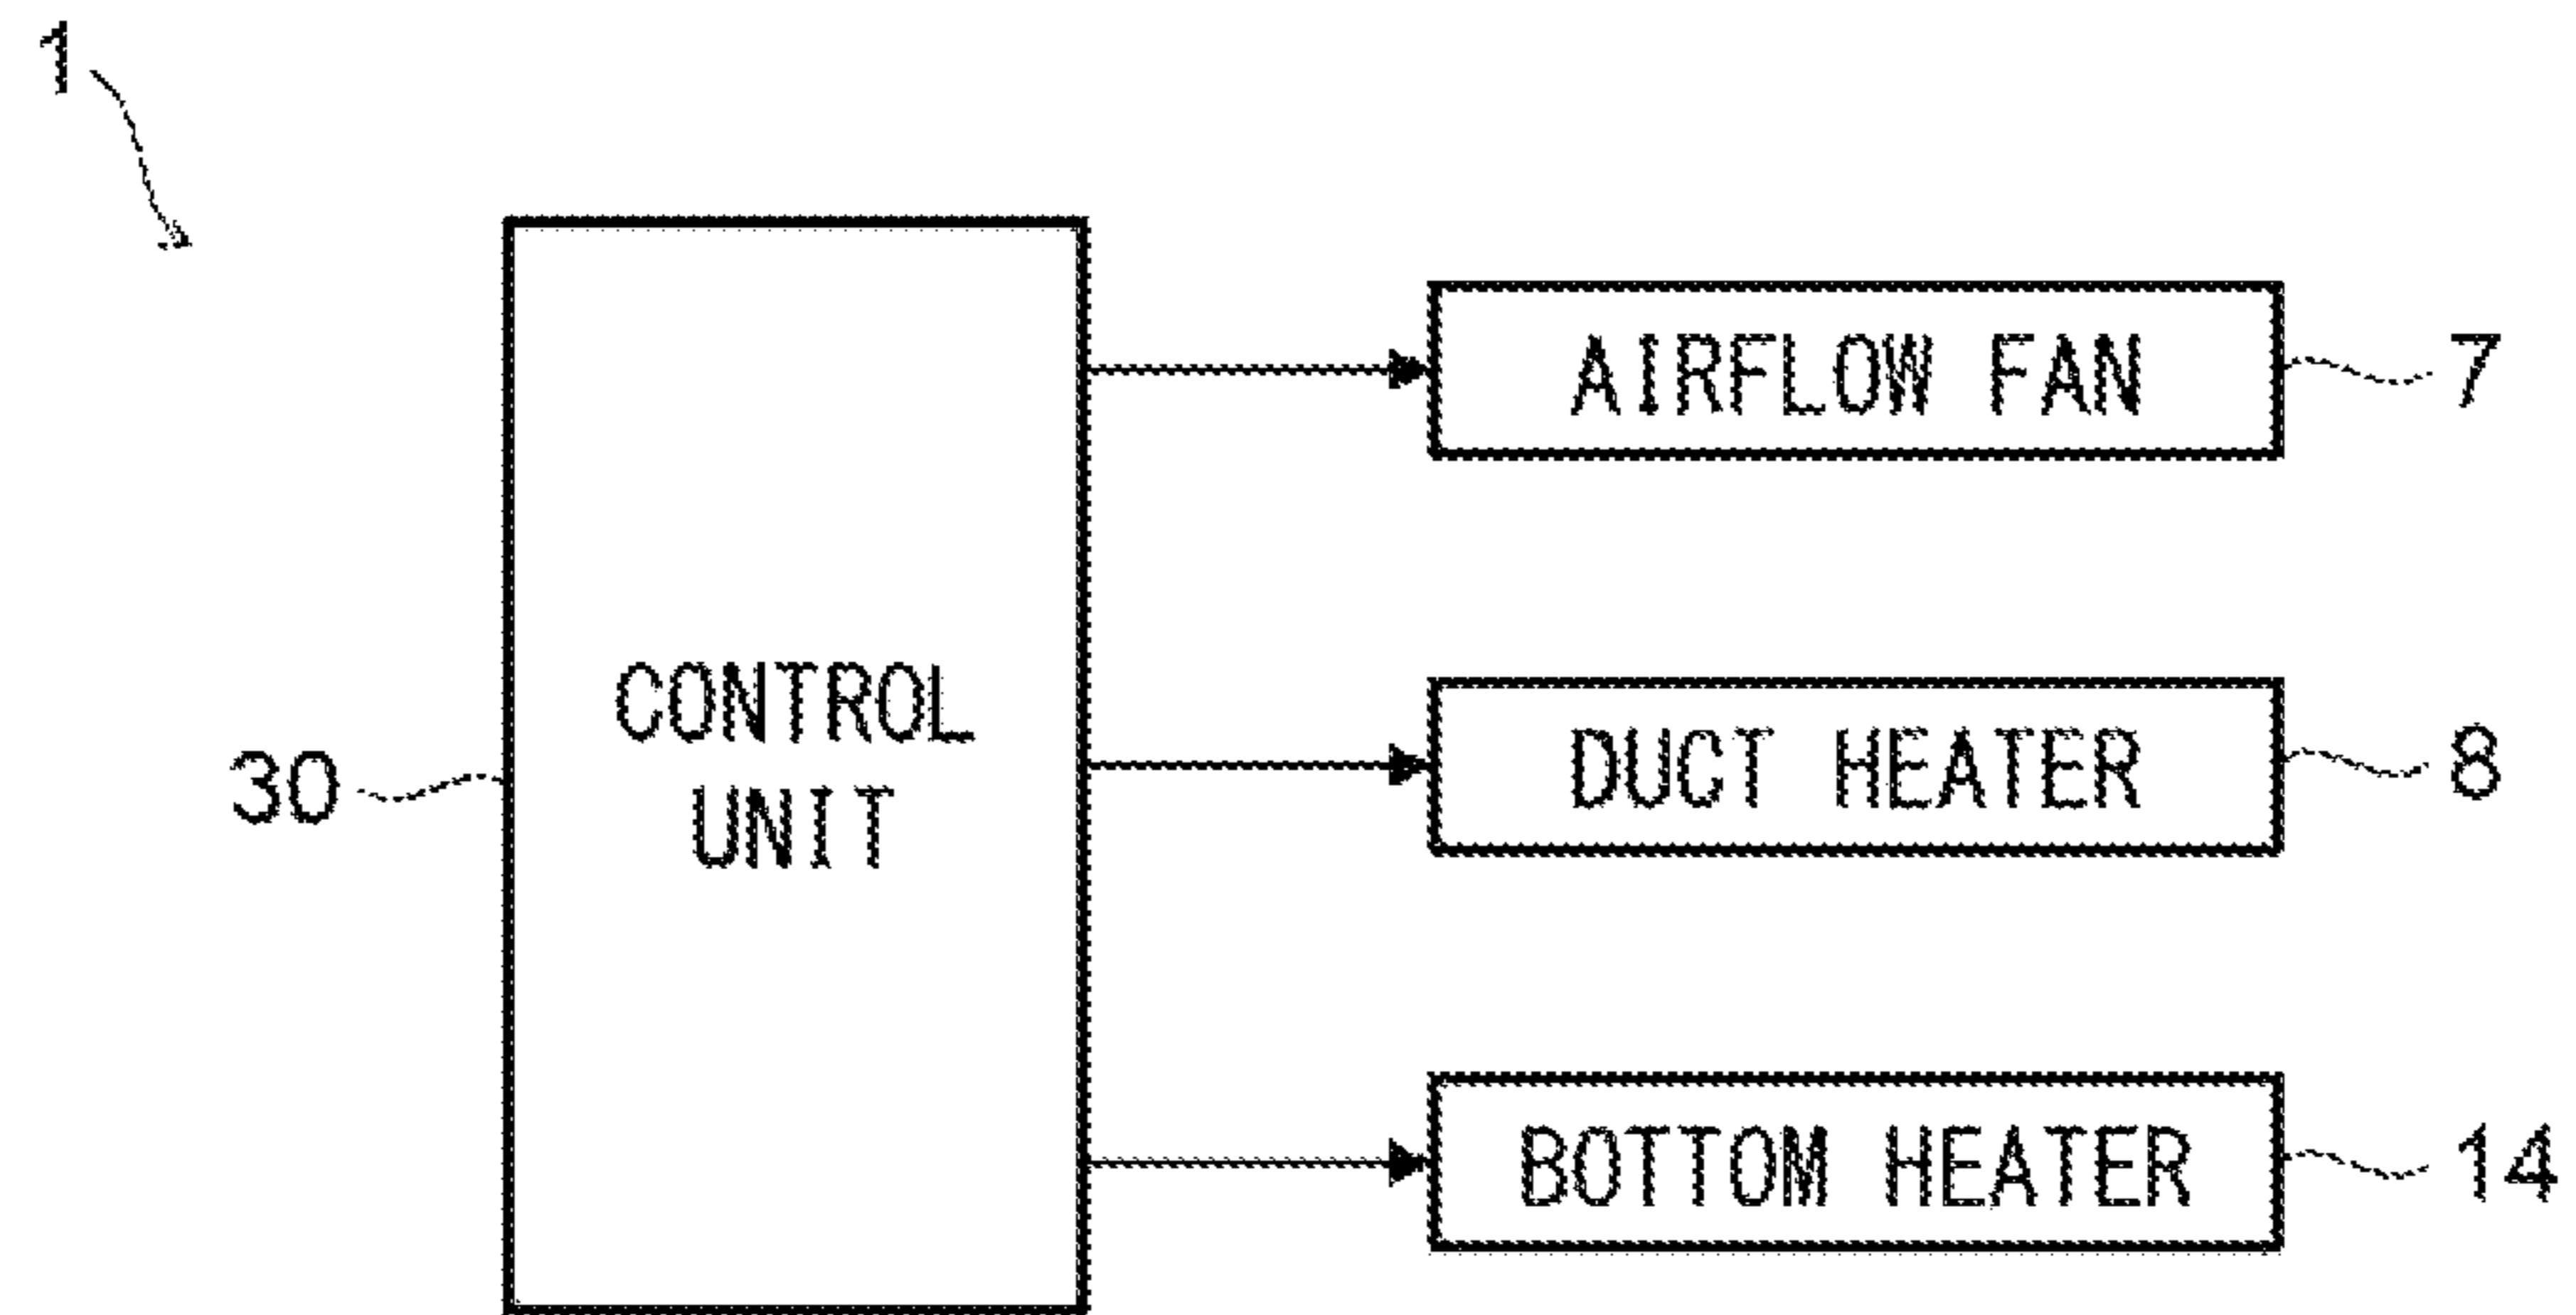 1
AIRFLOW FAN
7
CONTROL
UNIT
30
DUCT HEATER
8
BOTTOM HEATER
14